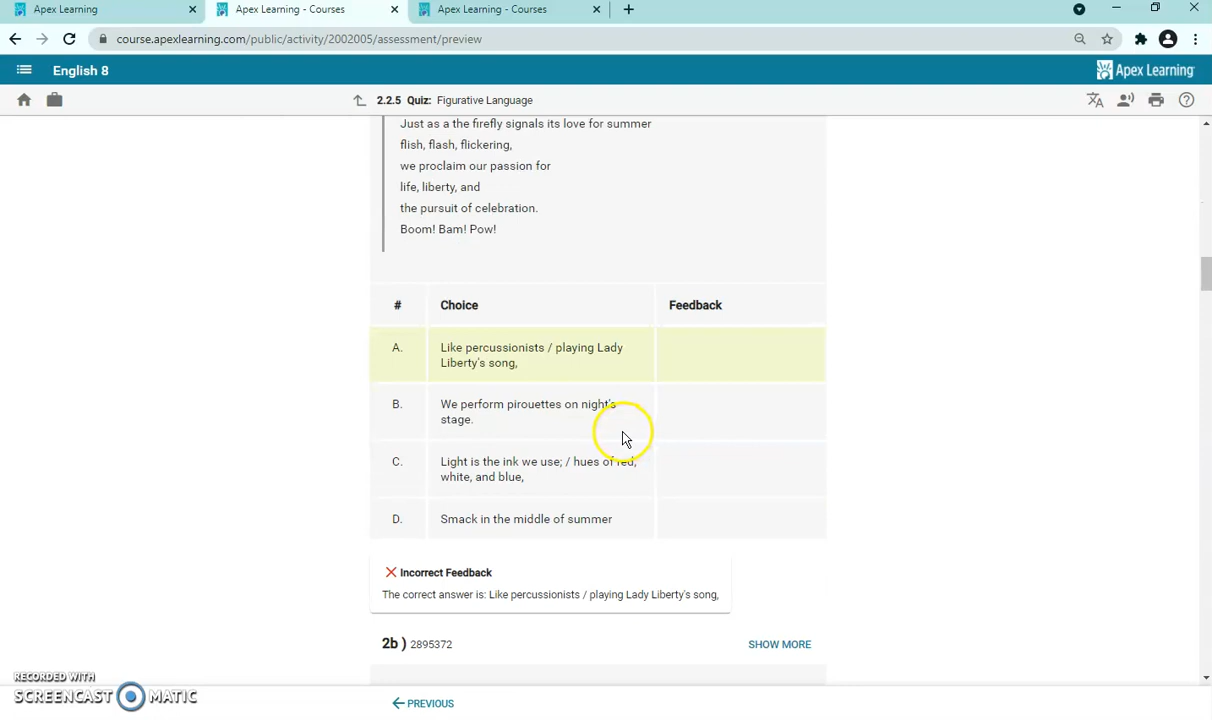 Apex Learning
Apex Learning - Courses
Apex Learning - Courses
course.apexlearning.com/public/activity/2002005/assessment/preview
English 8
Apex Learning
2.2.5 Quiz: Figurative Language
Just as a the firefly signals its love for summer
flish, flash, flickering,
we proclaim our passion for
life, liberty, and
the pursuit of celebration.
Boom! Bam! Pow!
# Choice Feedback
A. Like percussionists / playing Lady
Liberty's song,
B. We perform pirouettes on night's
stage.
C. Light is the ink we use; / hues of red,
white, and blue,
D. Smack in the middle of summer
Incorrect Feedback
The correct answer is: Like percussionists / playing Lady Liberty's song,
2b ) 2895372 SHOW MORE
PREVIOUS
RECORDED WITH
SCREENCAST MATIC